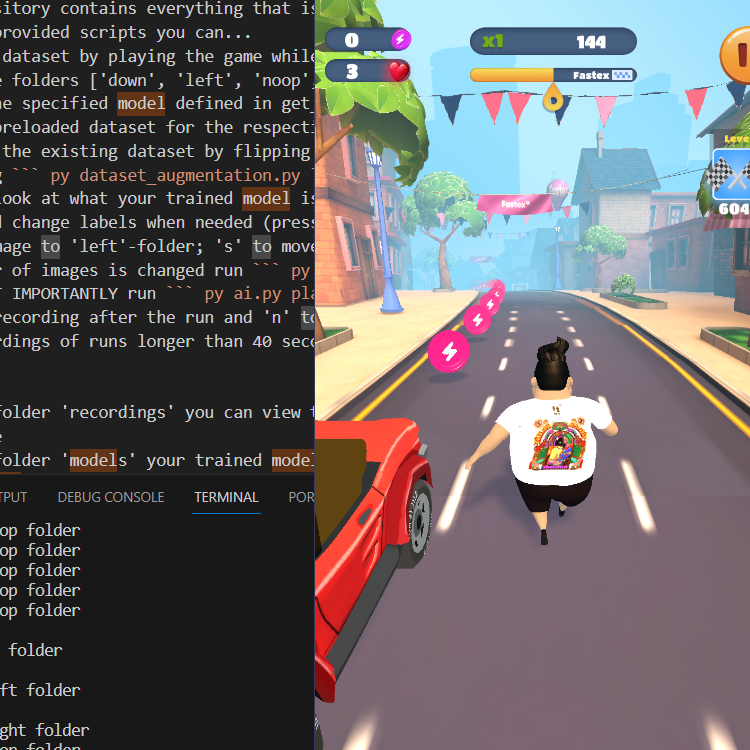 sitory contains everything that is
provided scripts you can...
dataset by playing the game while
e folders ['down', 'left', 'noop'
he specified model defined in get
preloaded dataset for the respecti
the existing dataset by flipping
g ``` py dataset_augmentation.py `
look at what your trained model is
d change labels when needed (press
mage to 'left'-folder; 's' to move
r of images is changed run ``` py
T IMPORTANTLY run ``` py ai.py pla
recording after the run and 'n' to
rdings of runs longer than 40 seco
folder 'recordings' you can view t
e
folder 'models' your trained model
TPUT DEBUG CONSOLE TERMINAL POR
op folder
op folder
op folder
op folder
op folder
folder
ft folder
ght folder
op folder
0
x1 144
3
Fastex
Fastex
Leve
604